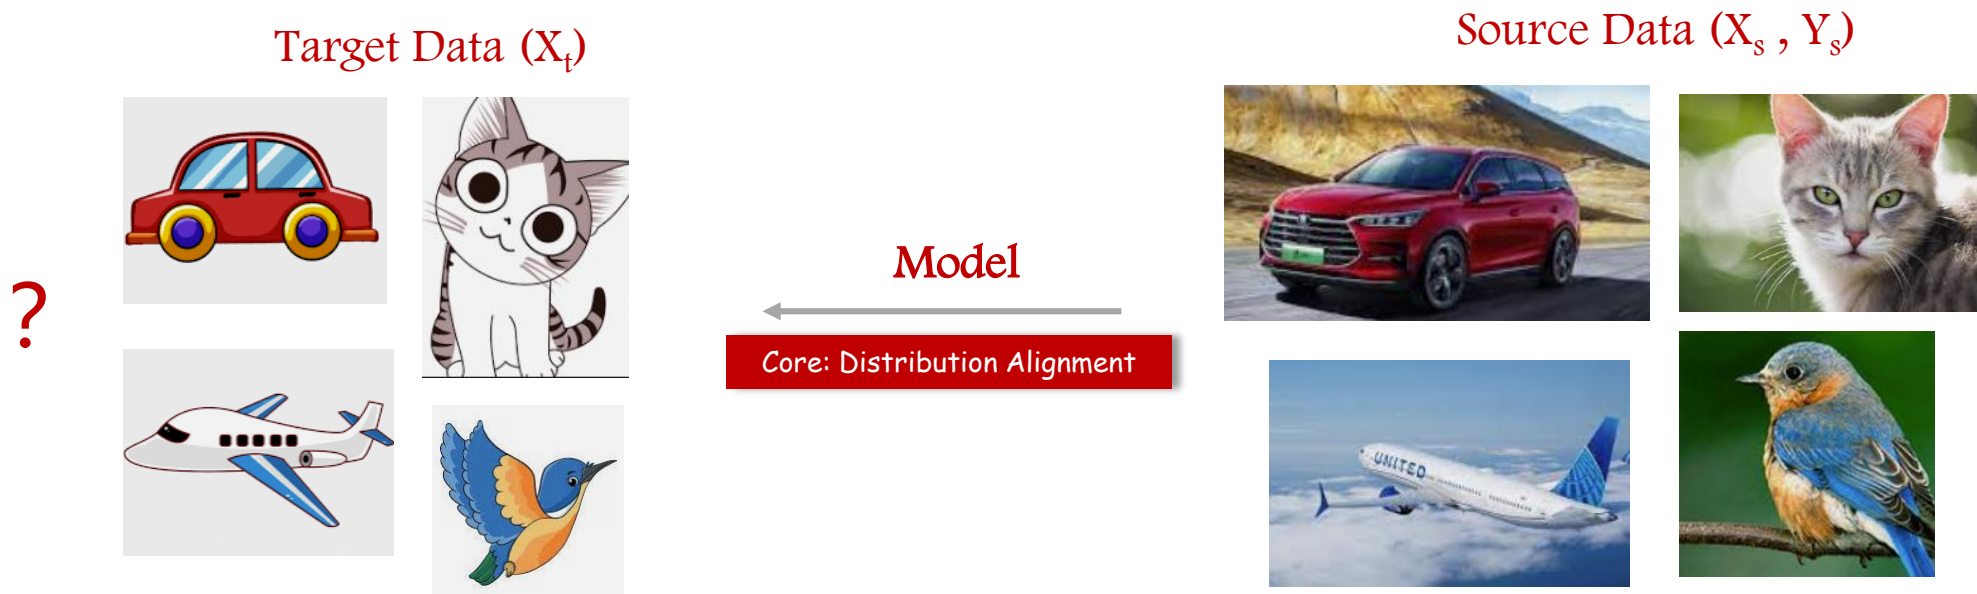 Target Data (Xₜ)
Source Data (Xₛ , Yₛ)
?
Model
Core: Distribution Alignment
UNITED